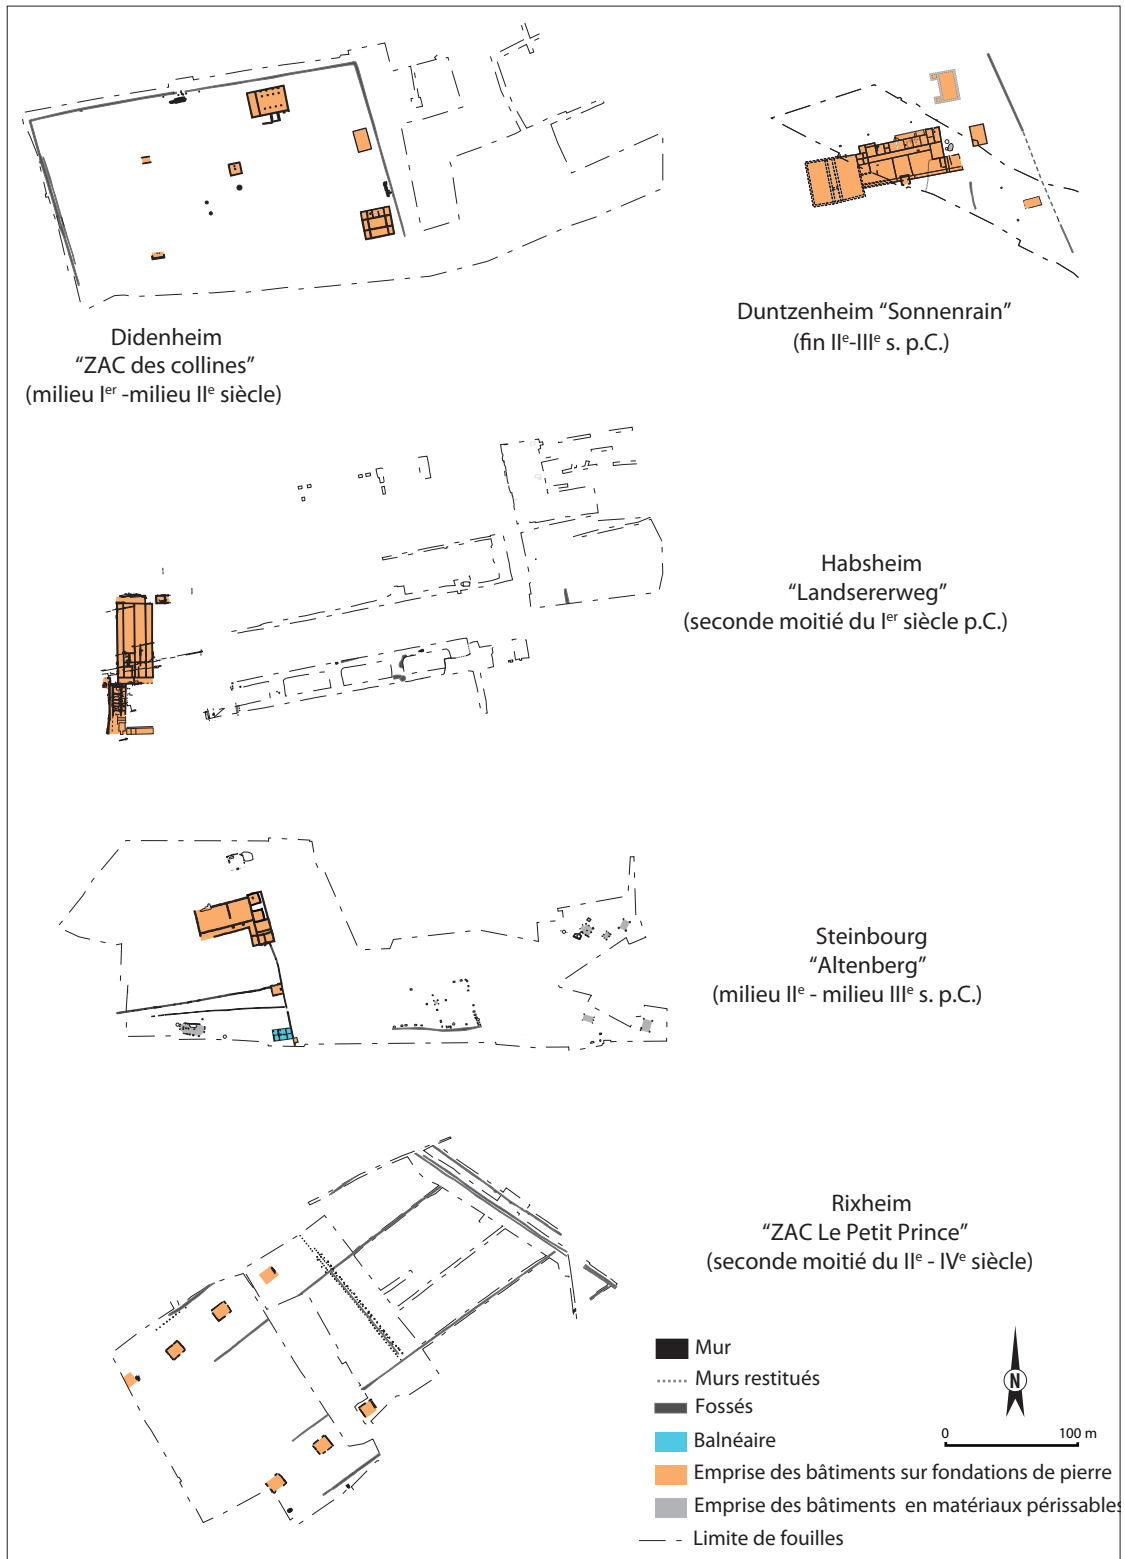 Didenheim
“ZAC des collines”
(milieu Iᵉʳ -milieu IIᵉ siècle)
Duntzenheim “Sonnenrain”
(fin IIᵉ-IIIᵉ s. p.C.)
Habsheim
“Landsererweg”
(seconde moitié du Iᵉʳ siècle p.C.)
Steinbourg
“Altenberg”
(milieu IIᵉ - milieu IIIᵉ s. p.C.)
Rixheim
“ZAC Le Petit Prince”
(seconde moitié du IIᵉ - IVᵉ siècle)
Mur
Murs restitués
Fossés
Balnéaire
Emprise des bâtiments sur fondations de pierre
Emprise des bâtiments en matériaux périssables
Limite de fouilles
N
0 100 m